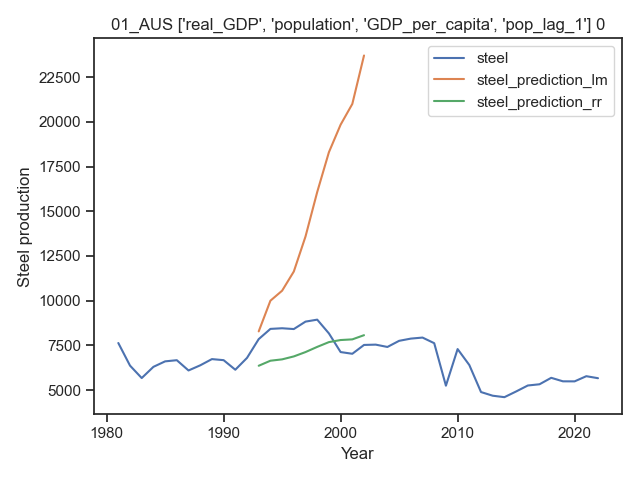 01_AUS ['real_GDP', 'population', 'GDP_per_capita', 'pop_lag_1'] 0
steel
steel_prediction_lm
steel_prediction_rr
Steel production
22500
20000
17500
15000
12500
10000
7500
5000
1980
1990
2000
2010
2020
Year